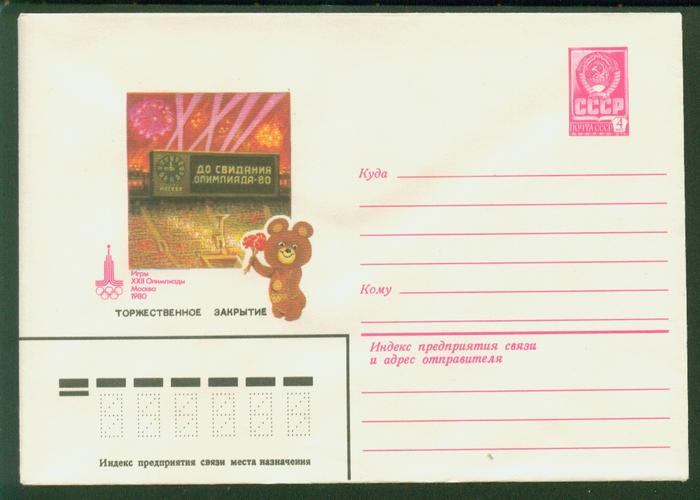 СССР
ПОЧТА СССР 4
ДО СВИДАНИЯ
ОЛИМПИАДА-80
МОСКВА
Игры
XXII Олимпиады
Москва
1980
ТОРЖЕСТВЕННОЕ ЗАКРЫТИЕ
Куда
Кому
Индекс предприятия связи
и адрес отправителя
Индекс предприятия связи места назначения